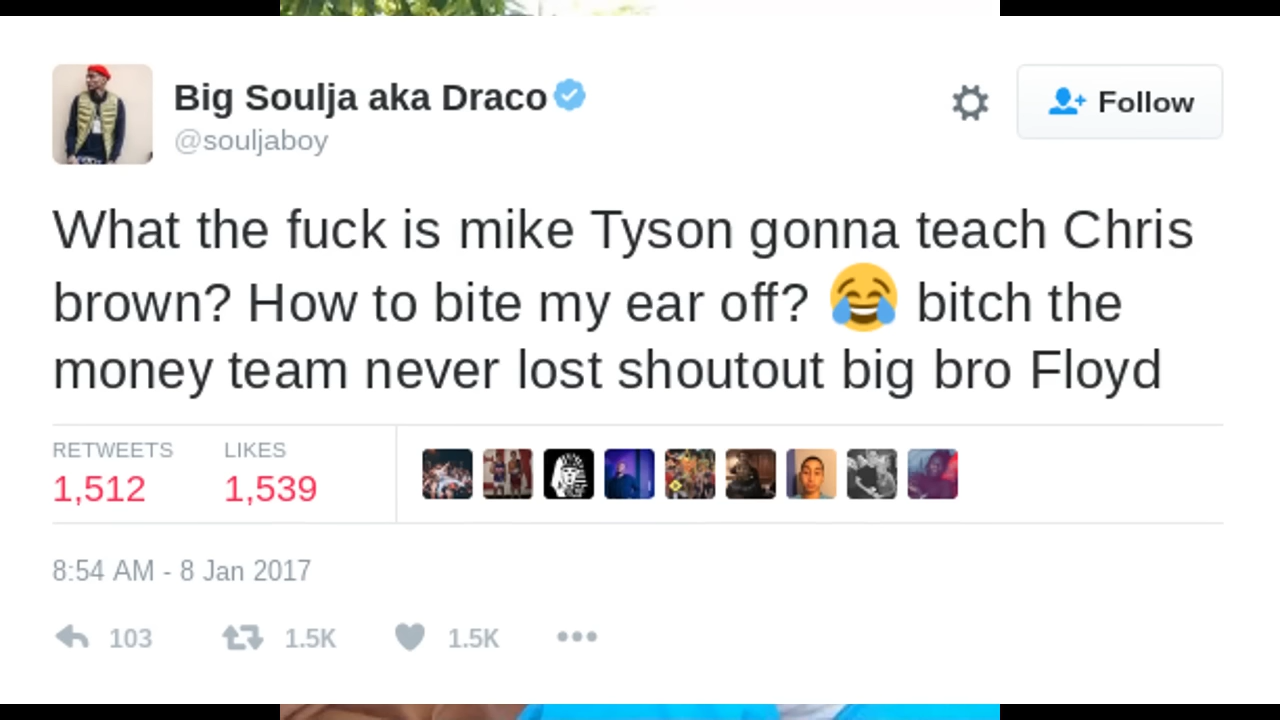 Big Soulja aka Draco
@souljaboy
Follow
What the fuck is mike Tyson gonna teach Chris
brown? How to bite my ear off? 😂 bitch the
money team never lost shoutout big bro Floyd
RETWEETS LIKES
1,512 1,539
8:54 AM - 8 Jan 2017
103 1.5K 1.5K